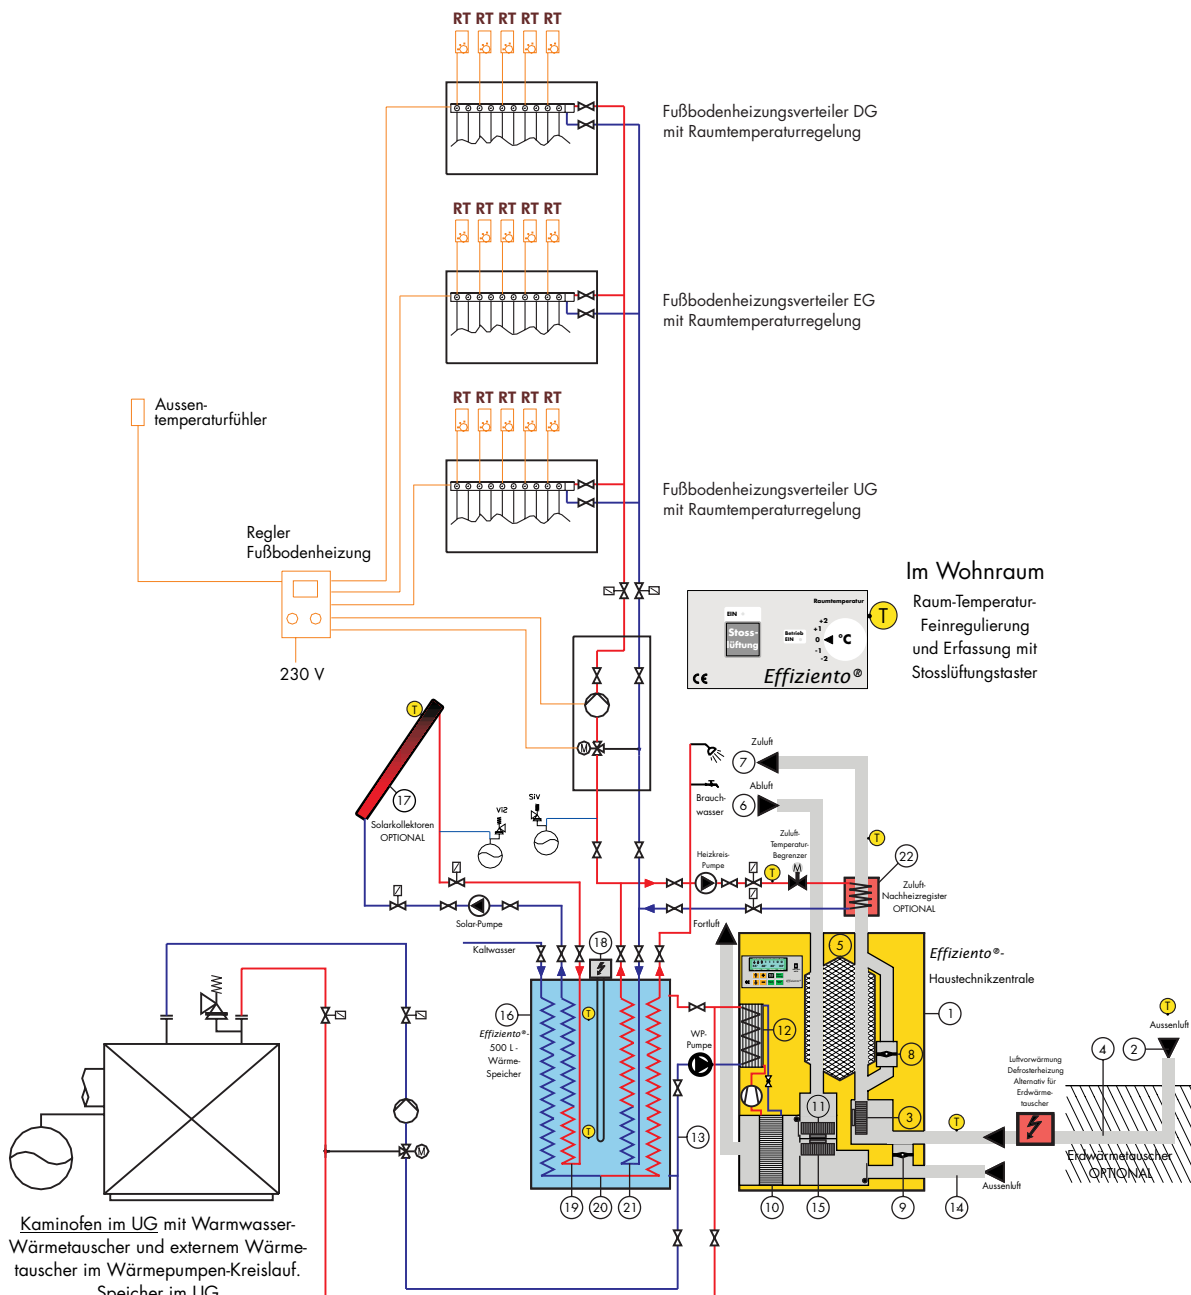 RT RT RT RT RT
Fußbodenheizungsverteiler DG
mit Raumtemperaturregelung
RT RT RT RT RT
Fußbodenheizungsverteiler EG
mit Raumtemperaturregelung
RT RT RT RT RT
Fußbodenheizungsverteiler UG
mit Raumtemperaturregelung
Aussen-
temperaturfühler
Regler
Fußbodenheizung
230 V
Im Wohnraum
Raum-Temperatur-
Feinregulierung
und Erfassung mit
Stosslüftungstaster
Raumtemperatur
EIN
Stoss-
lüftung
Betrieb
EIN
+2
+1
0
-1
-2
°C
CE
Effiziento®
T
T
M
17
Solarkollektoren
OPTIONAL
SiV
SiV
Solar-Pumpe
Kaltwasser
18
Brauch-
wasser
Zuluft
7
Abluft
6
Heizkreis-
Pumpe
T
Zuluft-
Temperatur-
Begrenzer
M
T
22
Zuluft-
Nachheizregister
OPTIONAL
Fortluft
5
Effiziento®-
Haustechnikzentrale
1
16
Effiziento®-
500 L -
Wärme-
Speicher
T
T
WP-
Pumpe
12
8
11
3
13
19
20
21
10
15
9
14
Aussenluft
T
Luftvorwärmung
Defrosterheizung
Alternativ für
Erdwärme-
tauscher
4
2
T
Aussenluft
Erdwärmetauscher
OPTIONAL
M
Kaminofen im UG mit Warmwasser-
Wärmetauscher und externem Wärme-
tauscher im Wärmepumpen-Kreislauf.
Speicher im UG